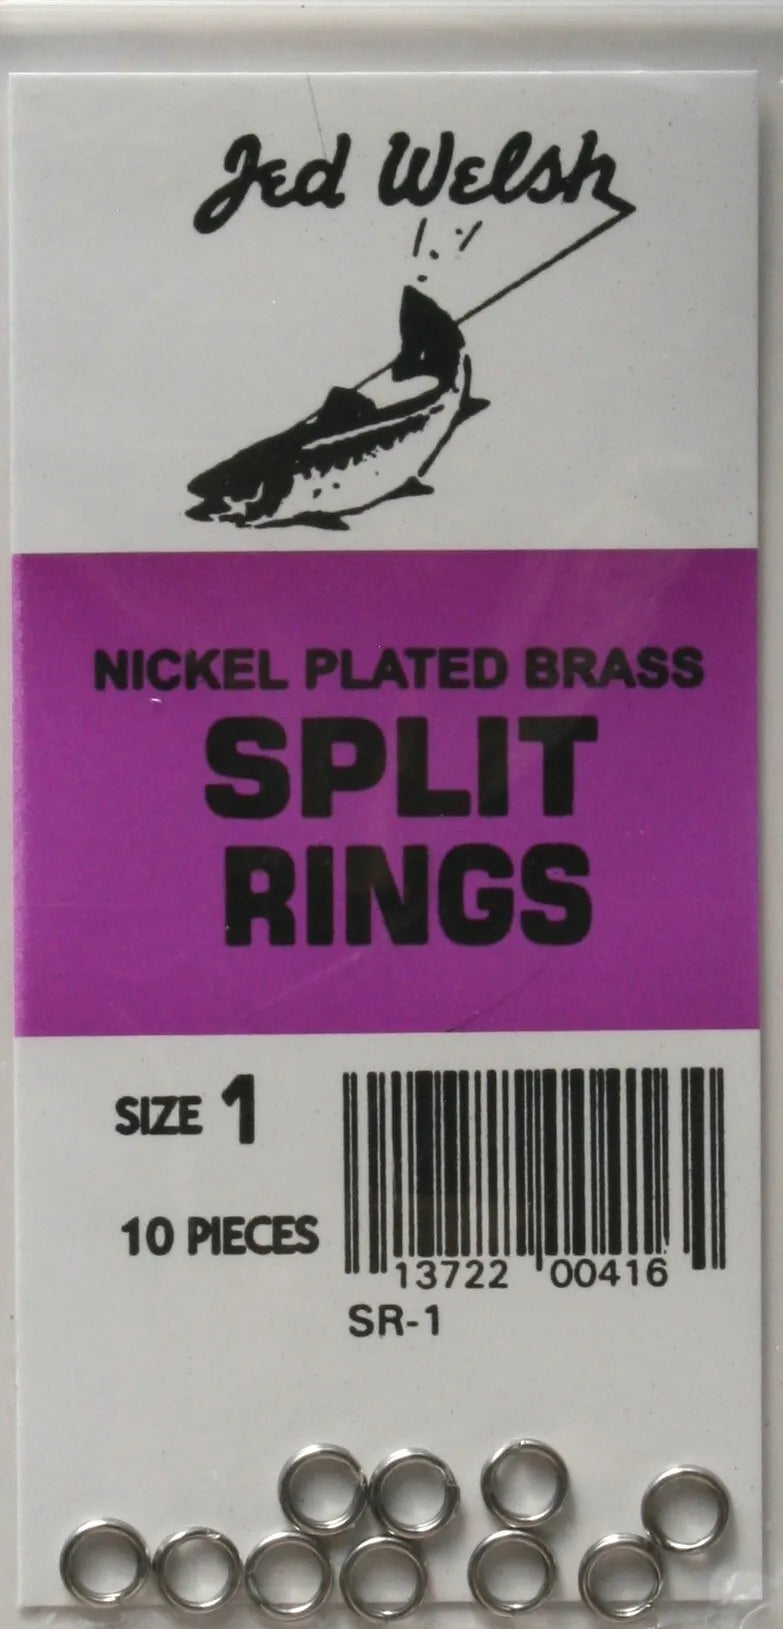 Jed Welsh
NICKEL PLATED BRASS
SPLIT
RINGS
SIZE 1
10 PIECES
13722 00416
SR-1